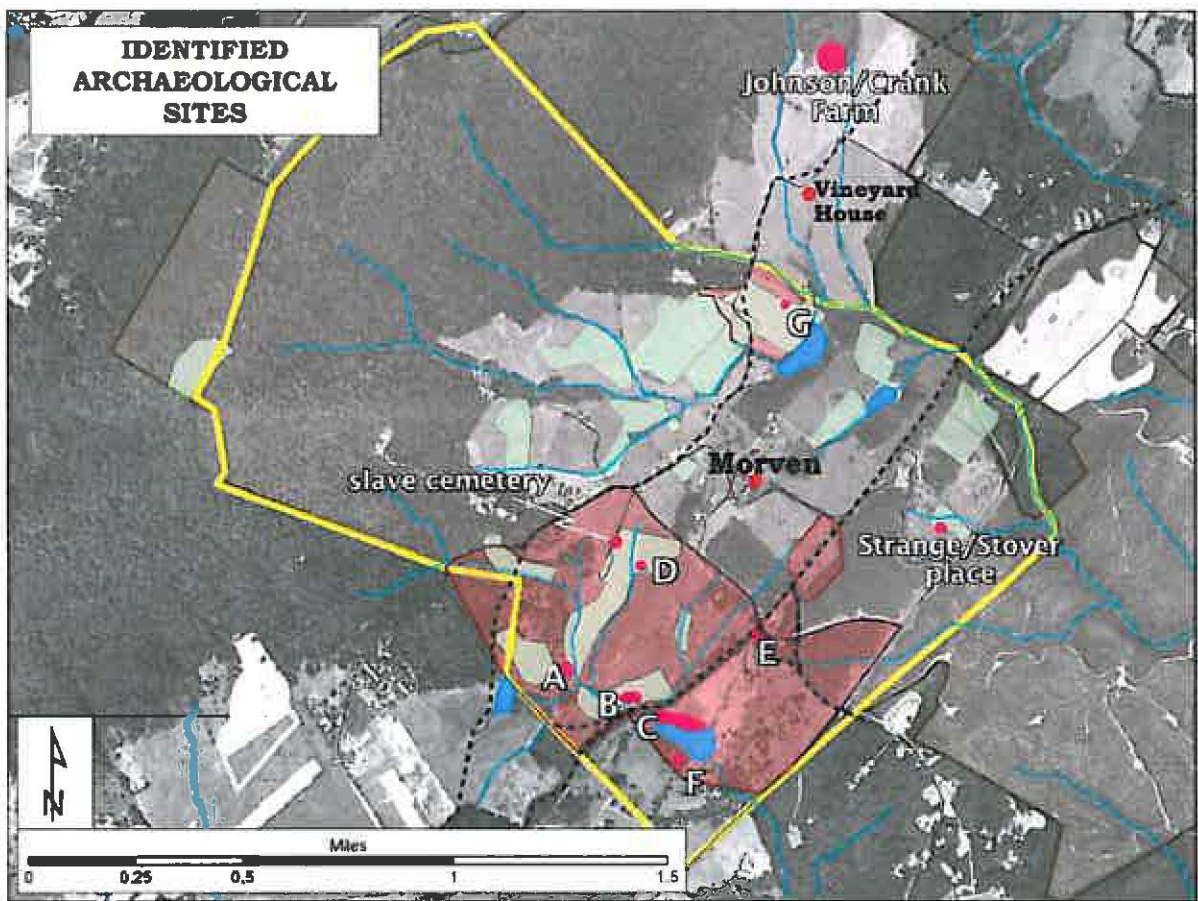 IDENTIFIED
ARCHAEOLOGICAL
SITES
Johnson/Crank
Farm
Vineyard
House
G
Morven
slave cemetery
D
Strange/Stover
place
E
A
B
C
F
N
Miles
0 0.25 0.5 1 1.5